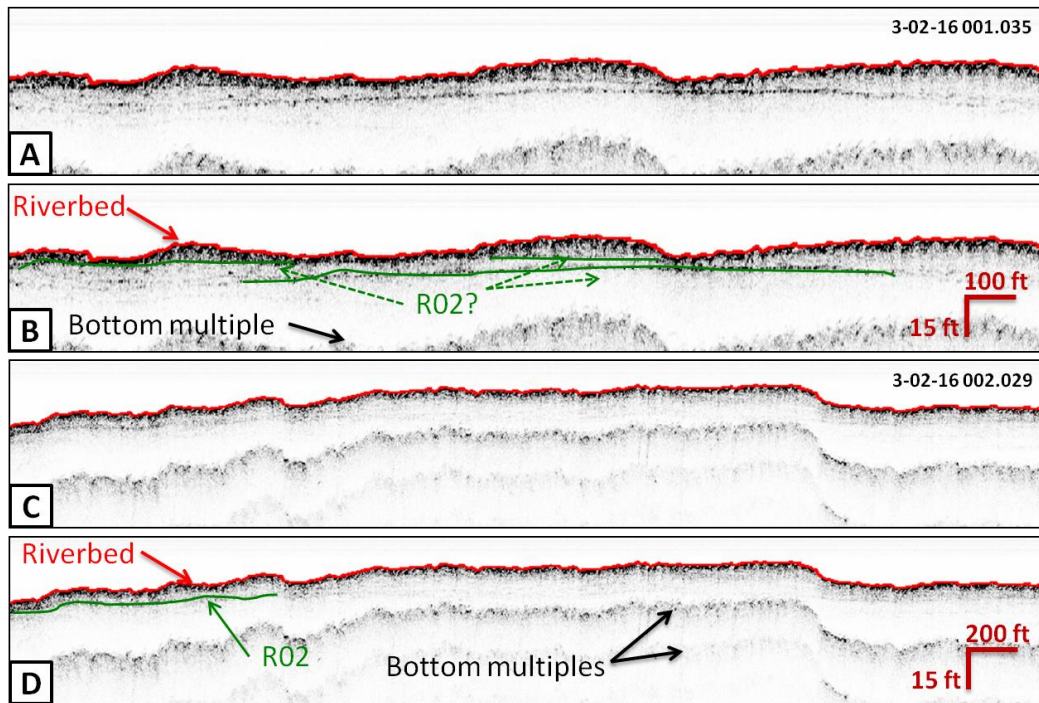 3-02-16 001.035
A
Riverbed
R02?
100 ft
Bottom multiple
15 ft
B
3-02-16 002.029
C
Riverbed
200 ft
R02
Bottom multiples
15 ft
D